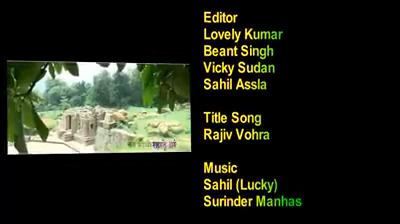 Editor
Lovely Kumar
Beant Singh
Vicky Sudan
Sahil Assla
Title Song
Rajiv Vohra
Music
Sahil (Lucky)
Surinder Manhas